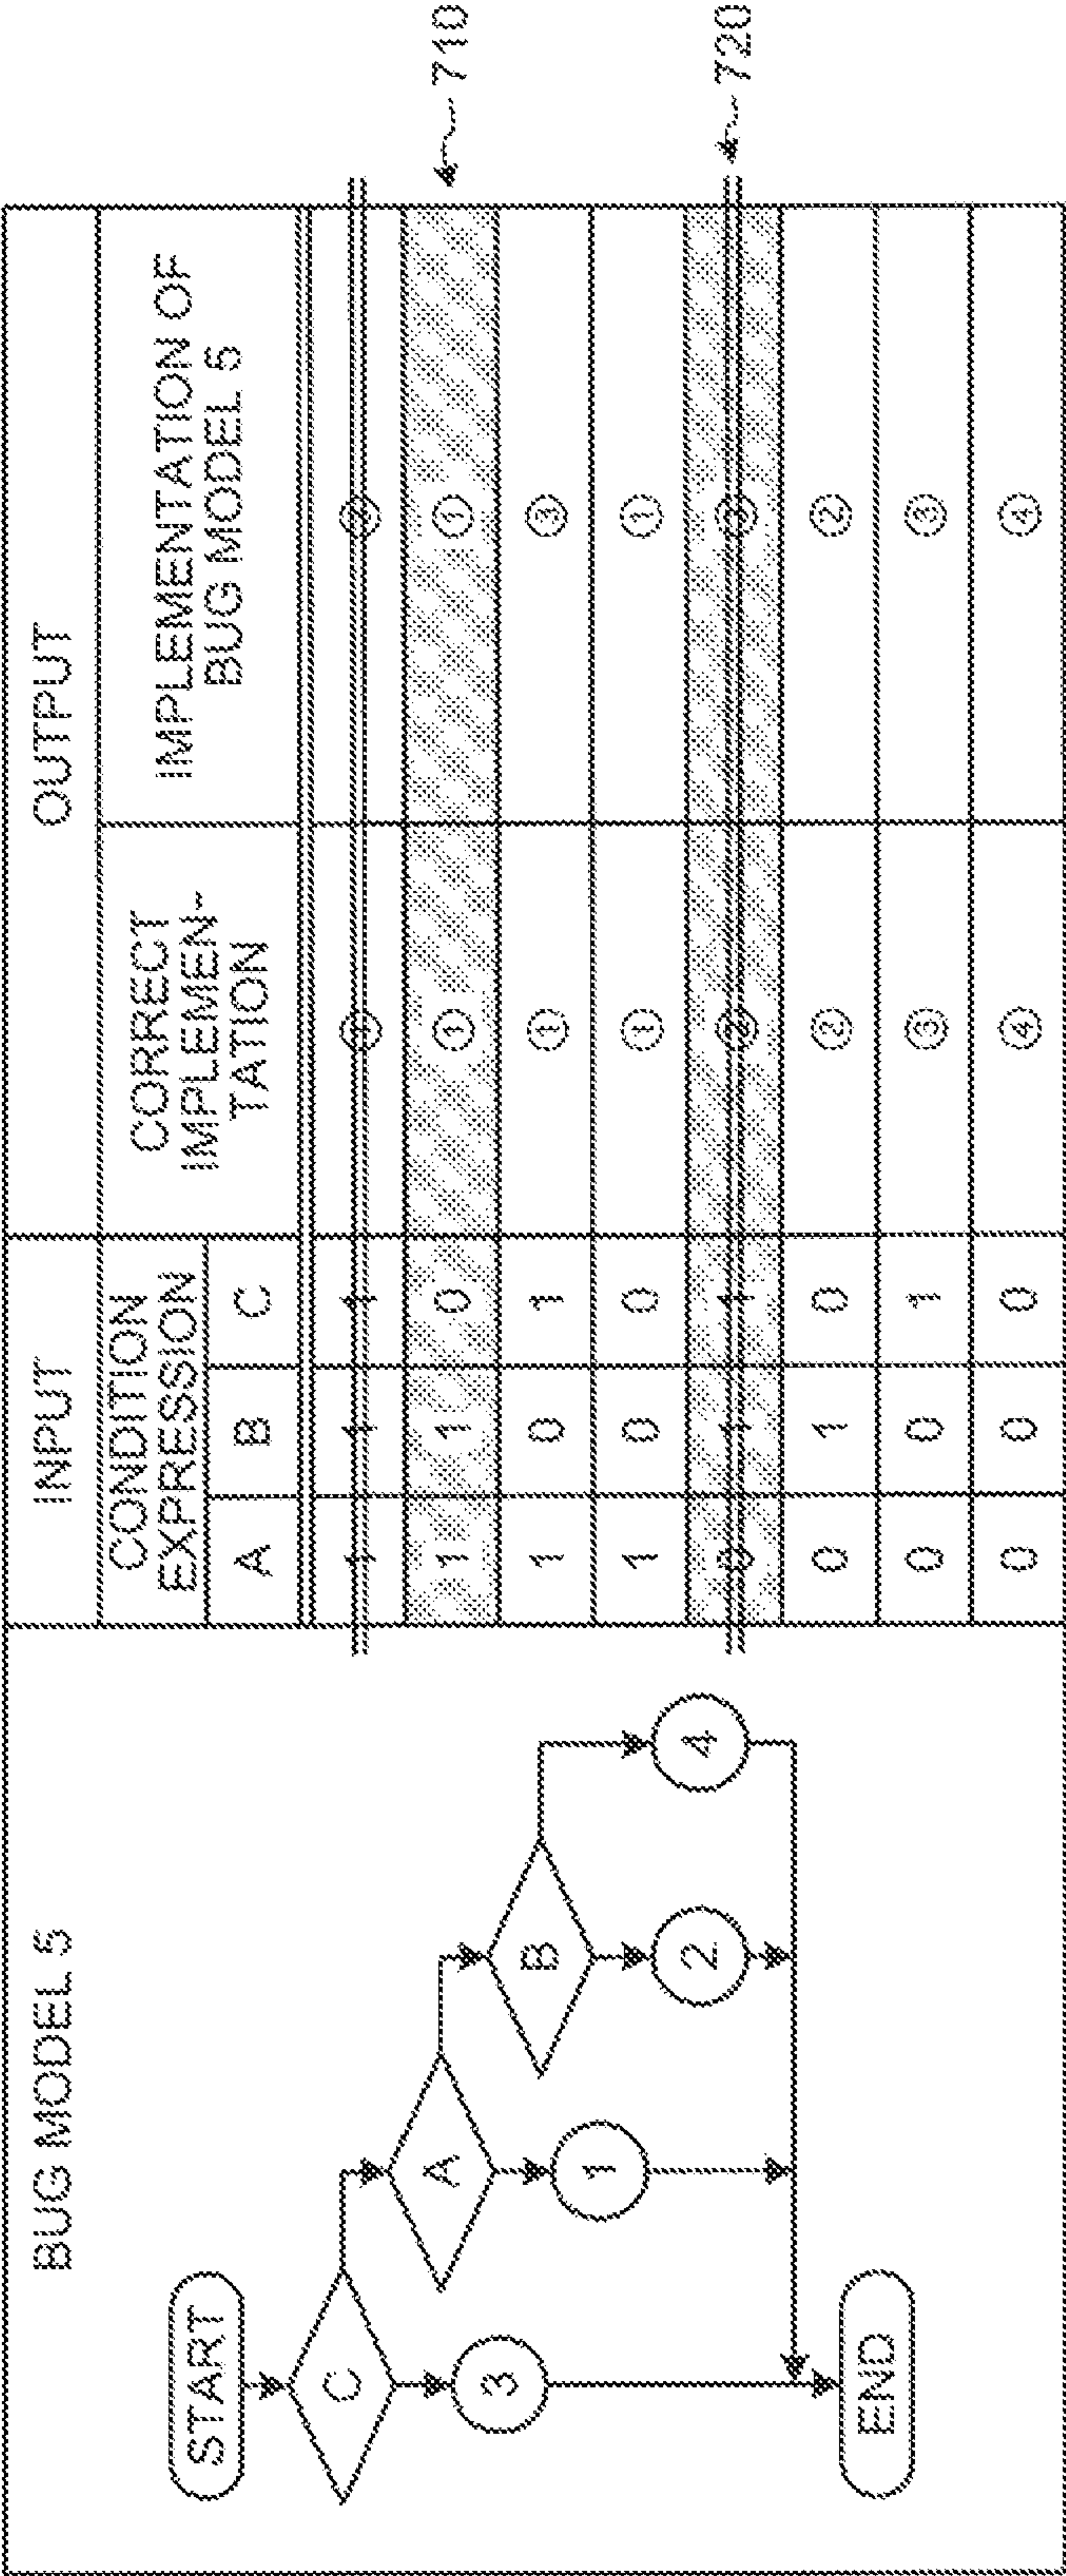 BUG MODEL 5
START
C
A
B
3
1
2
4
END
INPUT
OUTPUT
CONDITION
EXPRESSION
CORRECT
IMPLEMEN-
TATION
IMPLEMENTATION OF
BUG MODEL 5
A B C
1 1 1
1 1 0 ① ① 710
1 0 1 ① ③
1 0 0 ① ①
0 1 1 ② ③ 720
0 1 0 ② ②
0 0 1 ③ ③
0 0 0 ④ ④